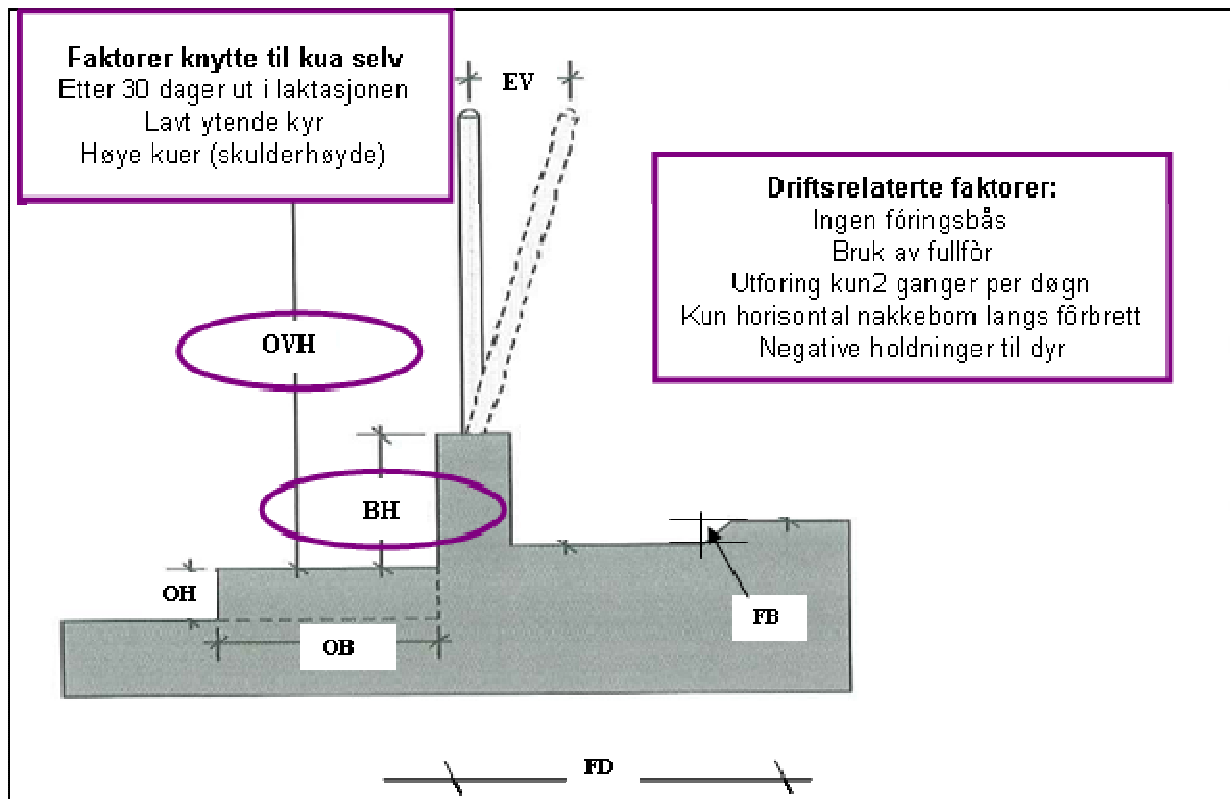 Faktorer knytte til kua selv
Etter 30 dager ut i laktasjonen
Lavt ytende kyr
Høye kuer (skulderhøyde)
EV
Driftsrelaterte faktorer:
Ingen fóringsbås
Bruk av fullfòr
Utforing kun2 ganger per døgn
Kun horisontal nakkebom langs fôrbrett
Negative holdninger til dyr
OVH
BH
OH
OB
FB
FD